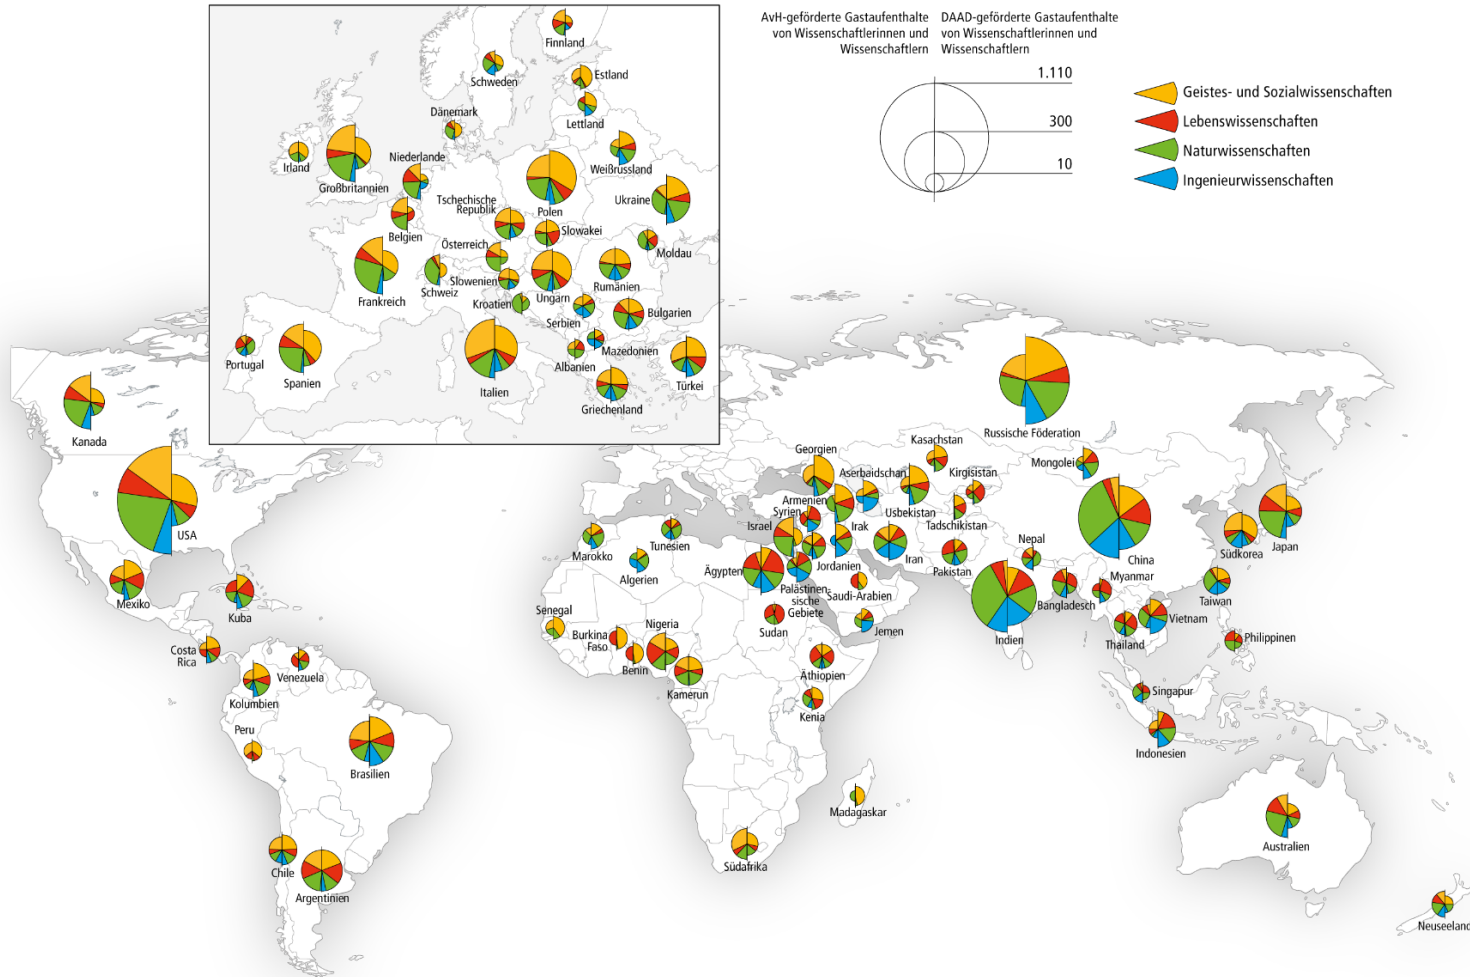 AvH-geförderte Gastaufenthalte
von Wissenschaftlerinnen und
Wissenschaftlern
DAAD-geförderte Gastaufenthalte
von Wissenschaftlerinnen und
Wissenschaftlern
1.110
300
10
Geistes- und Sozialwissenschaften
Lebenswissenschaften
Naturwissenschaften
Ingenieurwissenschaften
Finnland
Schweden
Estland
Dänemark
Lettland
Irland
Großbritannien
Niederlande
Weißrussland
Tschechische
Republik
Polen
Ukraine
Belgien
Slowakei
Österreich
Moldau
Frankreich
Schweiz
Slowenien
Ungarn
Rumänien
Kroatien
Serbien
Bulgarien
Portugal
Spanien
Italien
Albanien
Mazedonien
Türkei
Griechenland
Kanada
USA
Russische Föderation
Kasachstan
Mongolei
Georgien
Aserbaidschan
Kirgisistan
Armenien
Usbekistan
Tadschikistan
Syrien
Israel
Irak
Iran
Pakistan
Nepal
China
Südkorea
Japan
Marokko
Tunesien
Algerien
Ägypten
Jordanien
Palästinen-
sische
Gebiete
Saudi-Arabien
Myanmar
Bangladesch
Taiwan
Mexiko
Kuba
Senegal
Burkina
Faso
Benin
Nigeria
Kamerun
Sudan
Jemen
Indien
Thailand
Vietnam
Philippinen
Costa
Rica
Venezuela
Kolumbien
Äthiopien
Kenia
Singapur
Indonesien
Peru
Brasilien
Madagaskar
Chile
Argentinien
Südafrika
Australien
Neuseeland